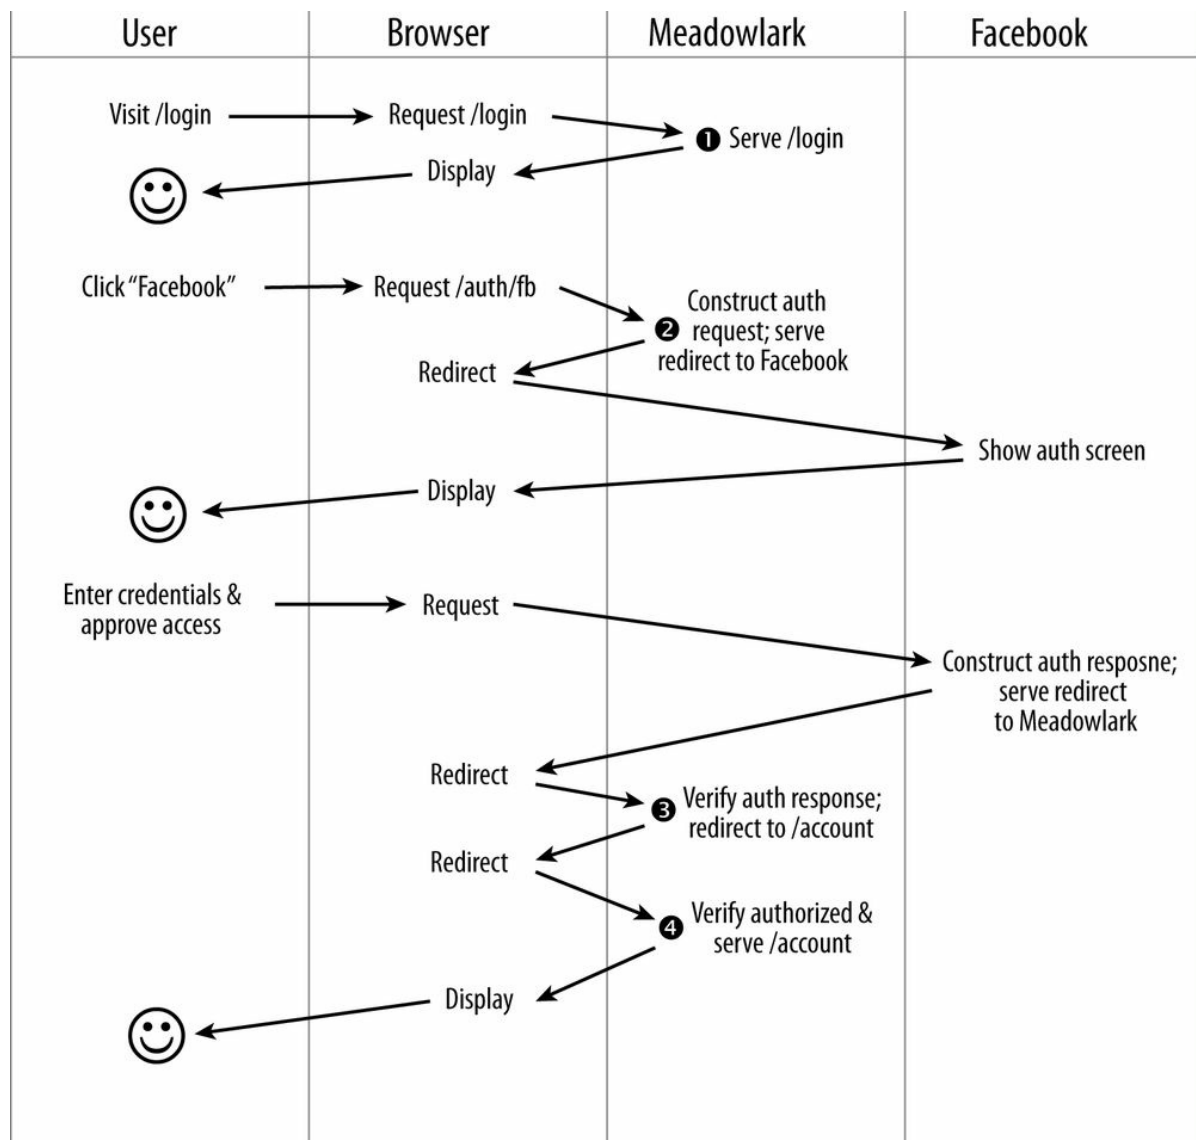 User
Browser
Meadowlark
Facebook
Visit /login
Request /login
❶ Serve /login
Display
Click “Facebook”
Request /auth/fb
Construct auth
❷ request; serve
redirect to Facebook
Redirect
Show auth screen
Display
Enter credentials &
approve access
Request
Construct auth resposne;
serve redirect
to Meadowlark
Redirect
❸ Verify auth response;
redirect to /account
Redirect
❹ Verify authorized &
serve /account
Display